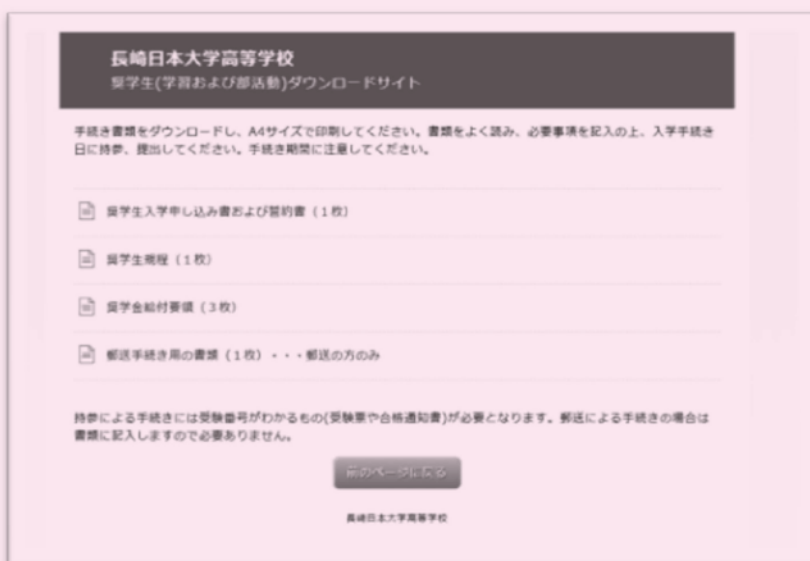 長崎日本大学高等学校
奨学生(学習および部活動)ダウンロードサイト
手続き書類をダウンロードし、A4サイズで印刷してください。書類をよく読み、必要事項を記入の上、入学手続き
日に持参、提出してください。手続き期間に注意してください。
奨学生入学申し込み書および誓約書（１枚）
奨学生規程（１枚）
奨学金給付要項（３枚）
郵送手続き用の書類（１枚）・・・郵送の方のみ
持参による手続きには受験番号がわかるもの(受験票や合格通知書)が必要となります。郵送による手続きの場合は
書類に記入しますので必要ありません。
前のページに戻る
長崎日本大学高等学校